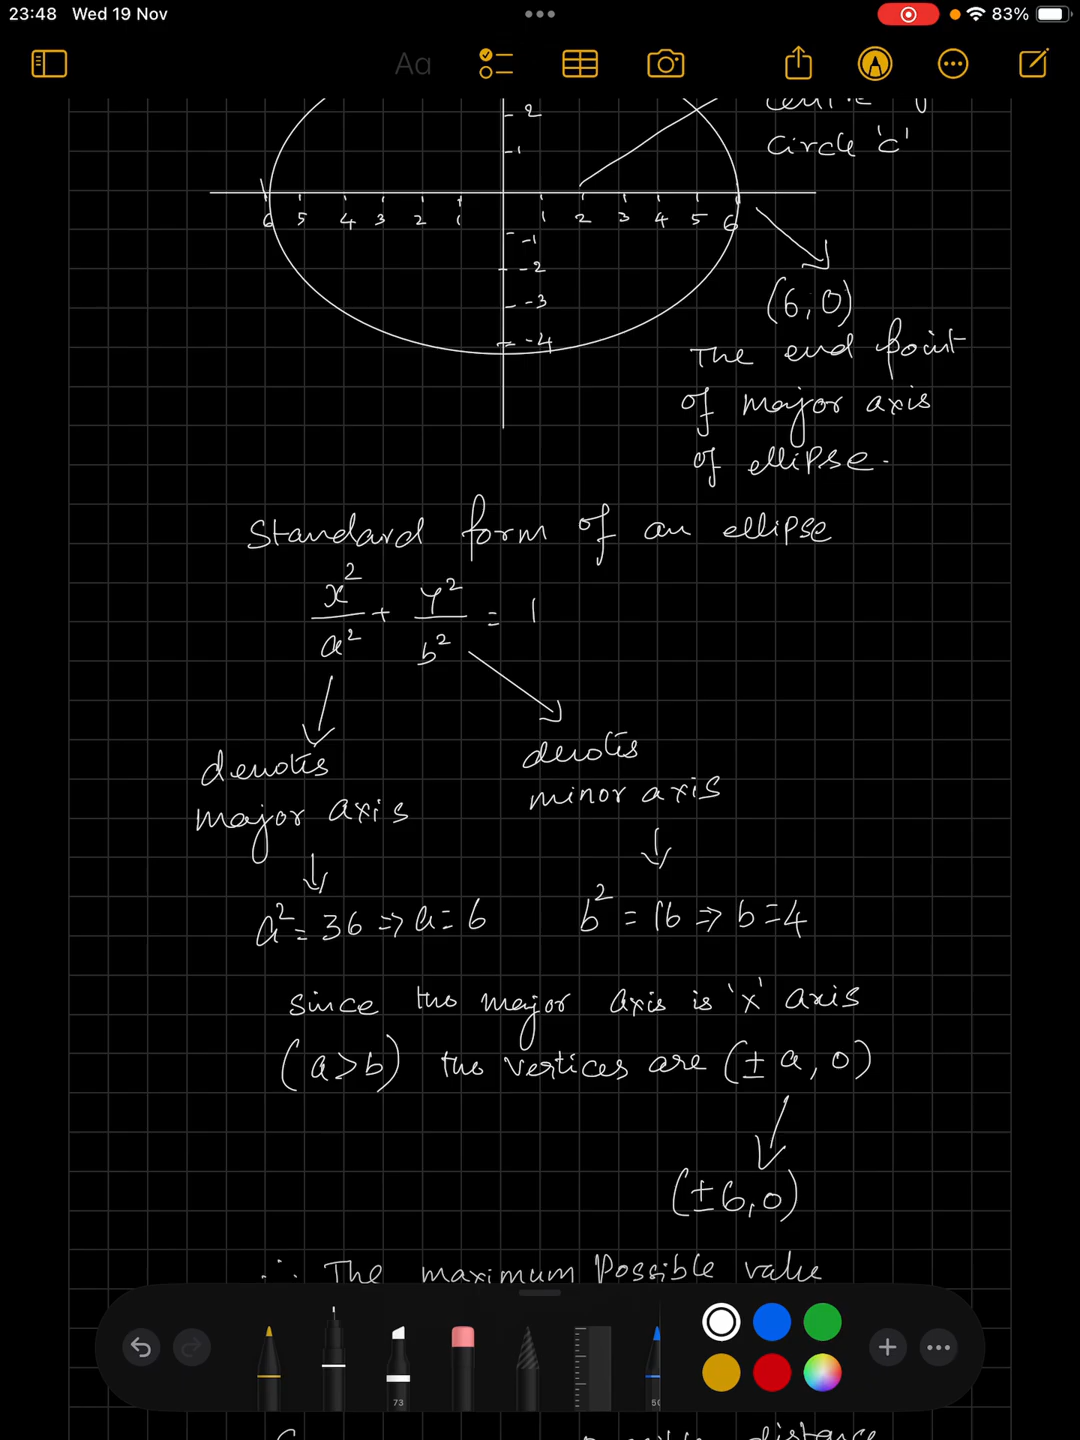 23:48 Wed 19 Nov
83%
Aa
2
1
circle 'c'
6 5 4 3 2 1 1 2 3 4 5 6
-1
-2
-3
-4
(6,0)
The end point
of major axis
of ellipse.
Standard form of an ellipse
x²/a² + y²/b² = 1
denotes
major axis
denotes
minor axis
a² = 36 ⇒ a = 6
b² = 16 ⇒ b = 4
since the major axis is 'x' axis
(a>b) the vertices are (± a, 0)
(±6,0)
∴ The maximum possible value
73
50
distance